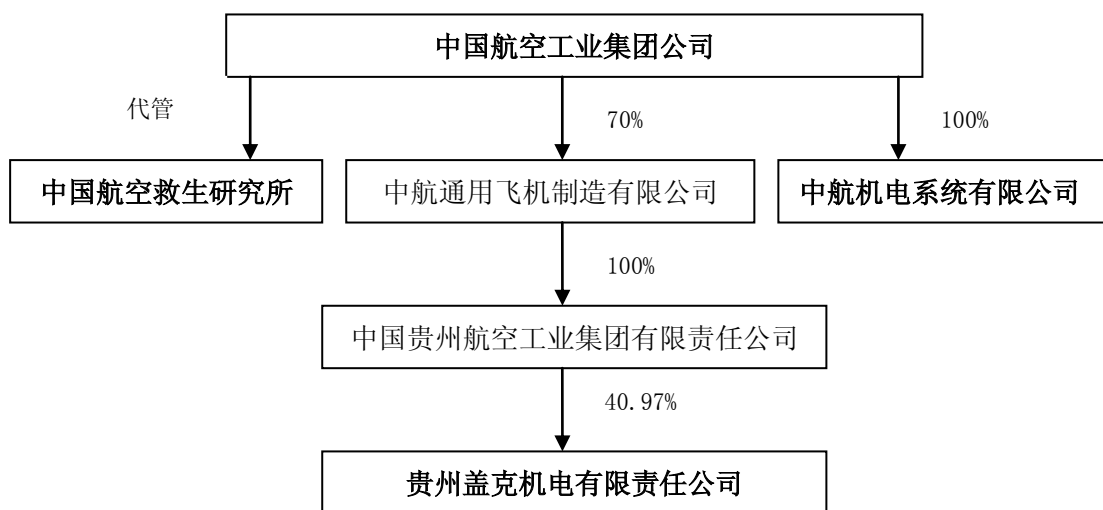 中国航空工业集团公司
代管
70%
100%
中国航空救生研究所
中航通用飞机制造有限公司
中航机电系统有限公司
100%
中国贵州航空工业集团有限责任公司
40.97%
贵州盖克机电有限责任公司